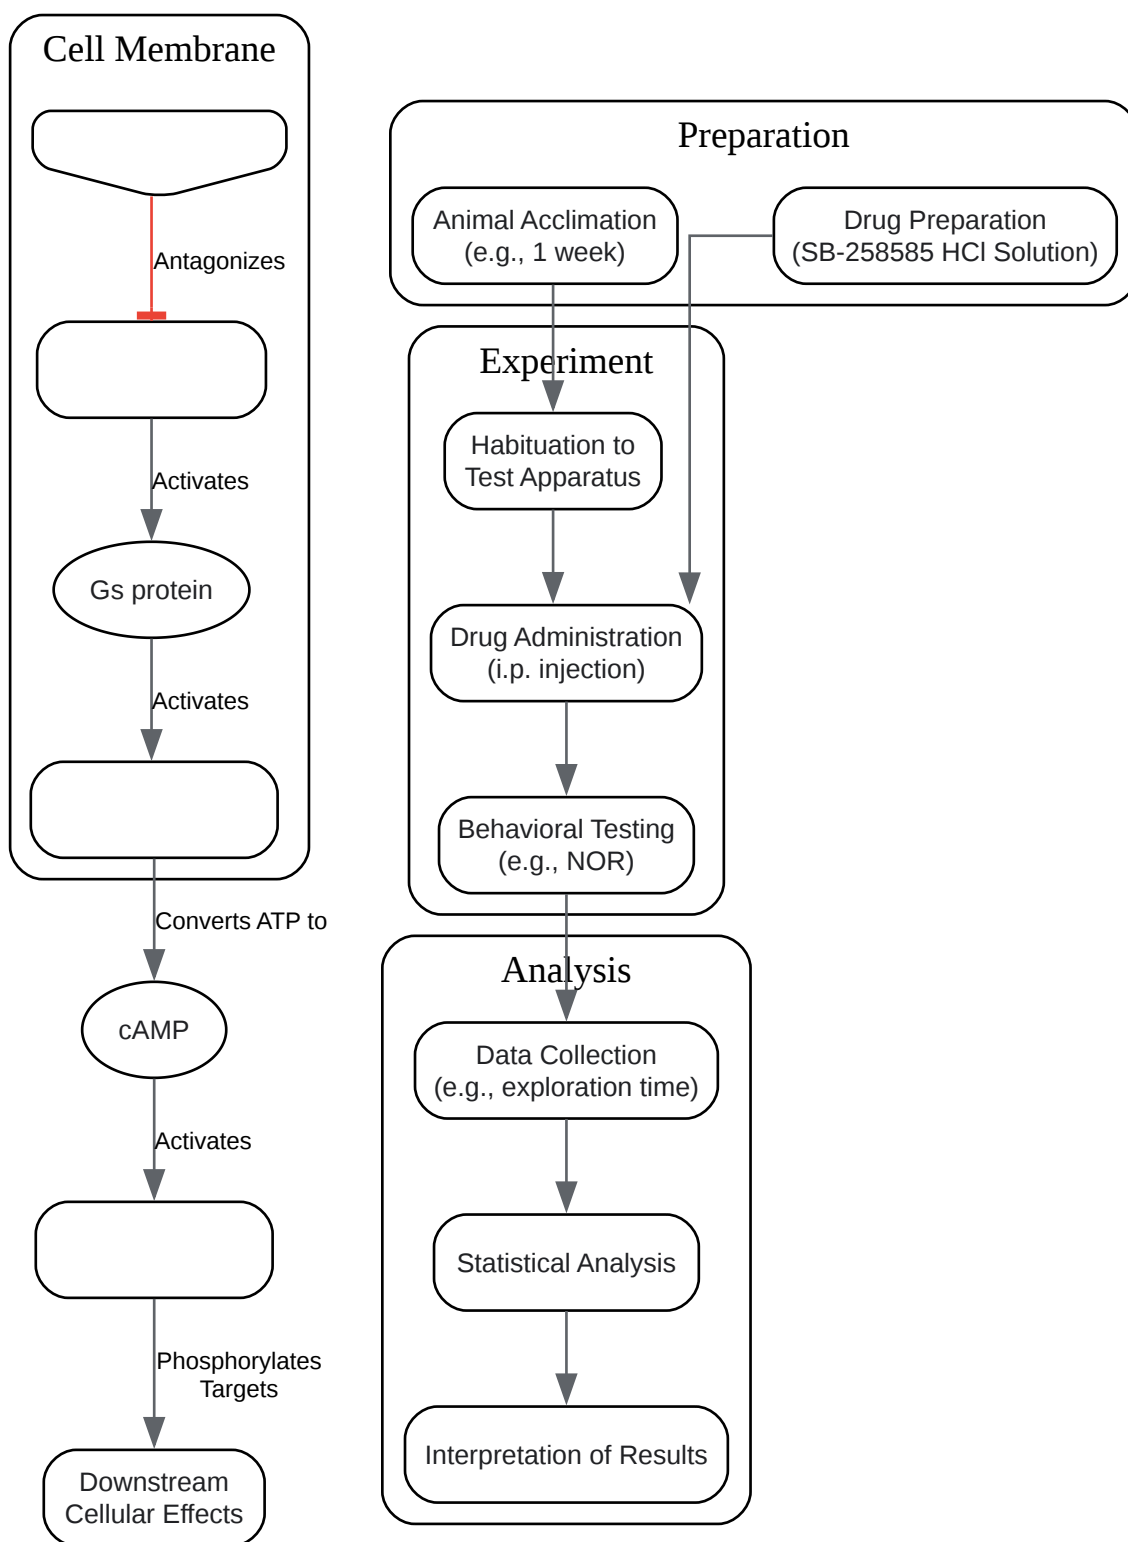 Cell Membrane
Antagonizes
Activates
Gs protein
Activates
Converts ATP to
cAMP
Activates
Phosphorylates
Targets
Downstream
Cellular Effects
Preparation
Animal Acclimation
(e.g., 1 week)
Drug Preparation
(SB-258585 HCl Solution)
Experiment
Habituation to
Test Apparatus
Drug Administration
(i.p. injection)
Behavioral Testing
(e.g., NOR)
Analysis
Data Collection
(e.g., exploration time)
Statistical Analysis
Interpretation of Results